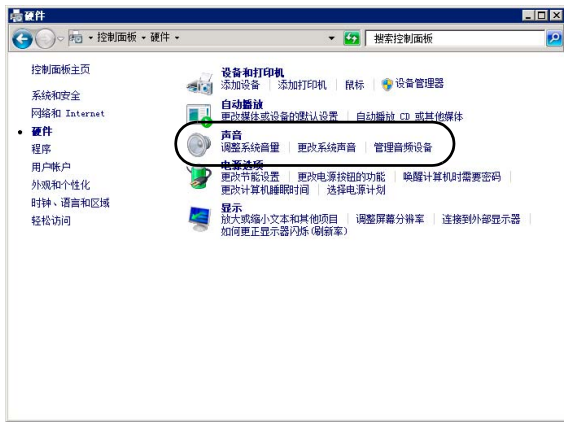 硬件
控制面板 硬件
搜索控制面板
控制面板主页
系统和安全
网络和 Internet
硬件
程序
用户帐户
外观和个性化
时钟、语言和区域
轻松访问
设备和打印机
添加设备 添加打印机 鼠标 设备管理器
自动播放
更改媒体或设备的默认设置 自动播放 CD 或其他媒体
声音
调整系统音量 更改系统声音 管理音频设备
电源选项
更改节能设置 更改电源按钮的功能 唤醒计算机时需要密码
更改计算机睡眠时间 选择电源计划
显示
放大或缩小文本和其他项目 调整屏幕分辨率 连接到外部显示器
如何更正显示器闪烁(刷新率)